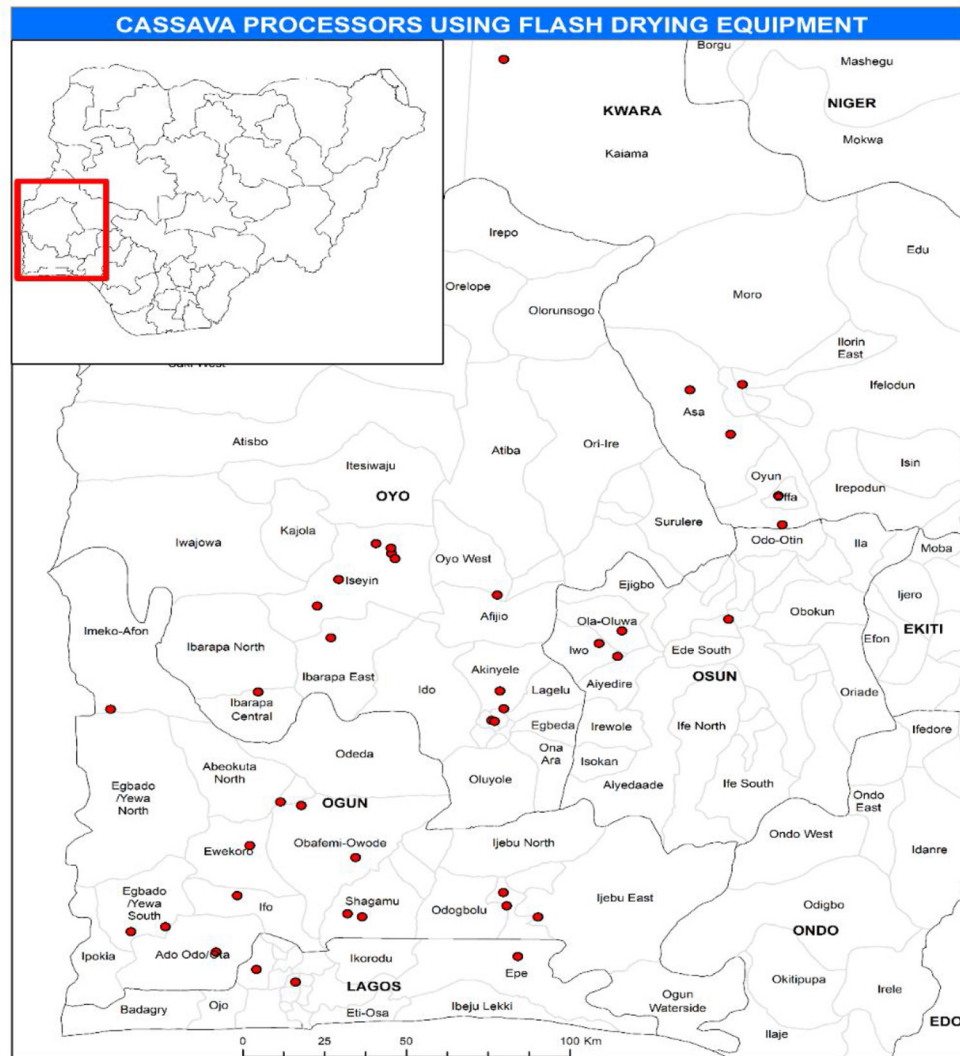 CASSAVA PROCESSORS USING FLASH DRYING EQUIPMENT
Borgu
Mashegu
KWARA
NIGER
Mokwa
Kaiama
Irepo
Edu
Orelope
Moro
Olorunsogo
Ilorin
East
Ifelodun
Asa
Atisbo
Ori-Ire
Atiba
Itesiwaju
Isin
Oyun
OYO
Irepodun
Offa
Surulere
Kajola
Iwajowa
Odo-Otin
Ila
Moba
Oyo West
Iseyin
Ejigbo
Ijero
Obokun
Afijio
Ola-Oluwa
Imeko-Afon
EKITI
Efon
Ibarapa North
Iwo
Ede South
Akinyele
Ibarapa East
OSUN
Ido
Lagelu
Aiyedire
Oriade
Ibarapa
Central
Egbeda
Irewole
Ife North
Ifedore
Odeda
Ona
Ara
Isokan
Abeokuta
North
Oluyole
Ife South
Egbado
/Yewa
North
Aiyedaade
Ondo
East
OGUN
Ondo West
Obafemi-Owode
Ijebu North
Ewekoro
Idanre
Egbado
/Yewa
South
Ijebu East
Shagamu
Odigbo
Ifo
Odogbolu
ONDO
Ipokia
Ado Odo/Ota
Ikorodu
Epe
Okitipupa
LAGOS
Irele
Ogun
Waterside
Badagry
Ojo
Eti-Osa
Ibeju Lekki
EDO
Ilaje
0 25 50 100 Km